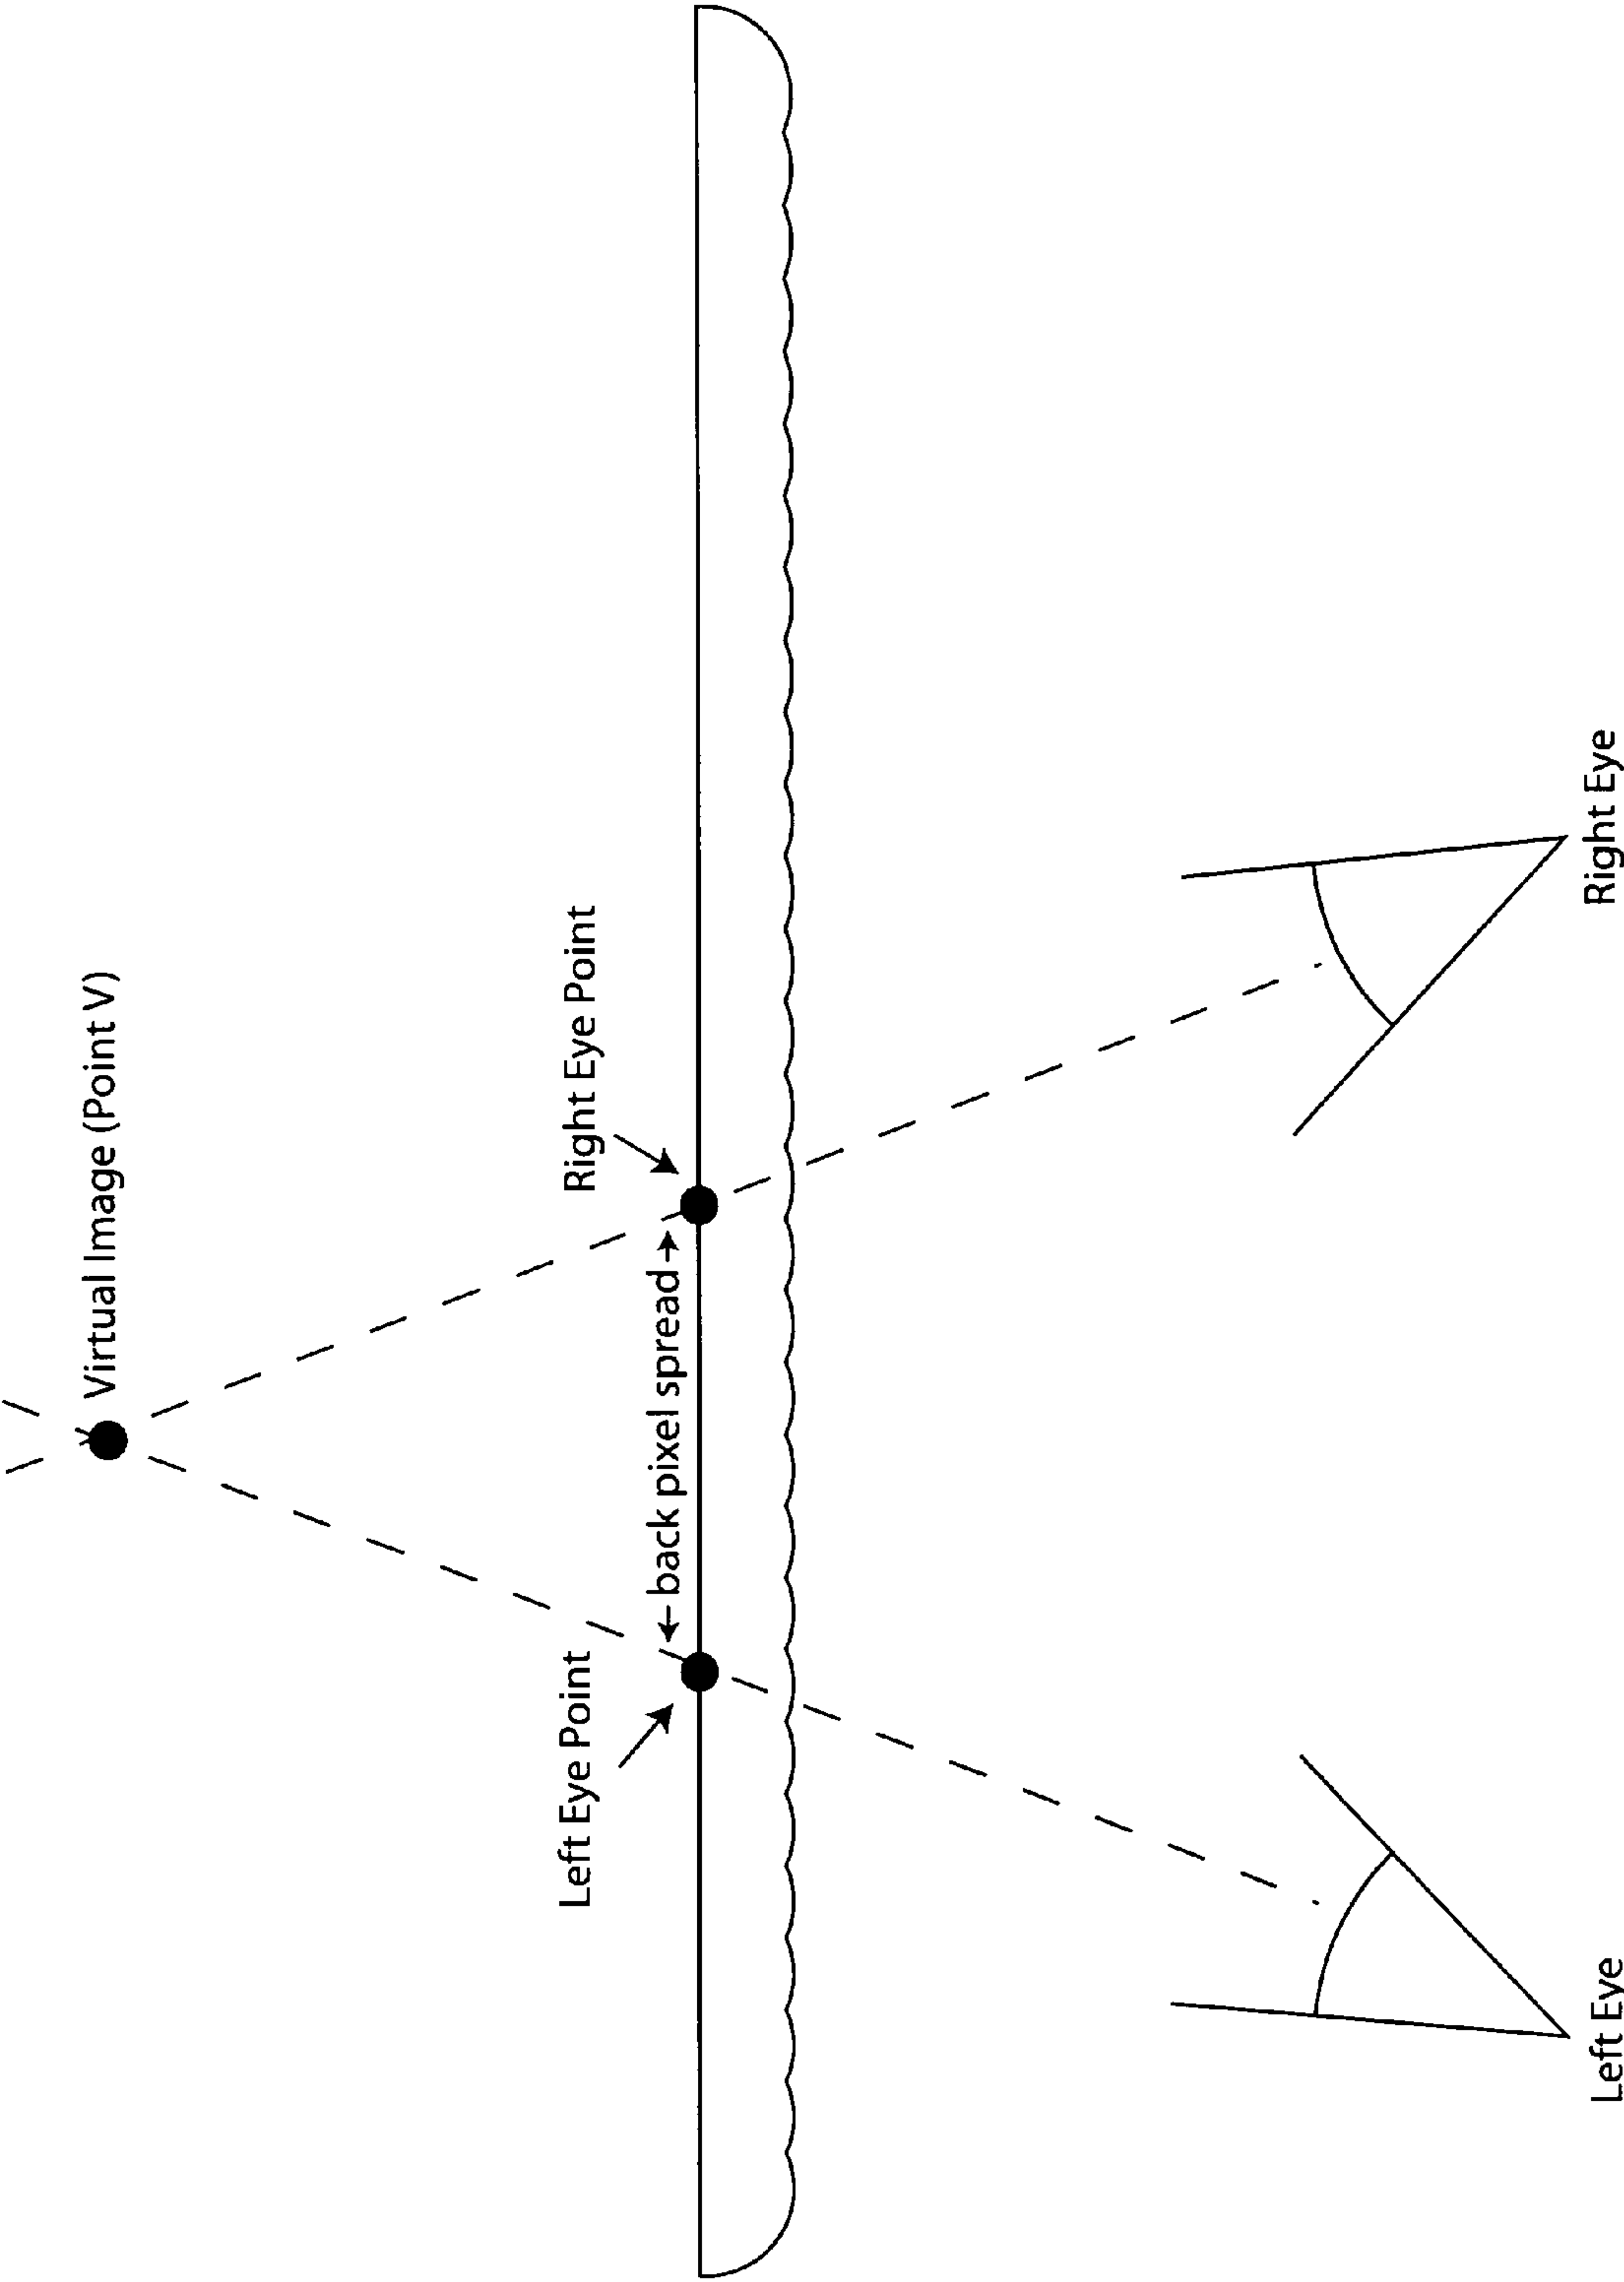 Virtual Image (Point V)
Left Eye Point
Right Eye Point
back pixel spread
Left Eye
Right Eye